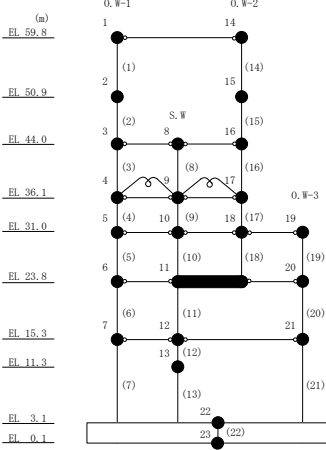 O.W-1 O.W-2
(m) 1 14
EL 59.8
(1) (14)
2 15
EL 50.9
(2) S.W (15)
3 8 16
EL 44.0
(3) (8) (16)
4 9 17
EL 36.1 O.W-3
5 (4) 10 (9) 18 (17) 19
EL 31.0
(5) (10) (18) (19)
6 11 20
EL 23.8
(6) (11) (20)
7 12 21
EL 15.3
13 (12)
EL 11.3
(7) (13) (21)
22
EL 3.1
23 (22)
EL 0.1